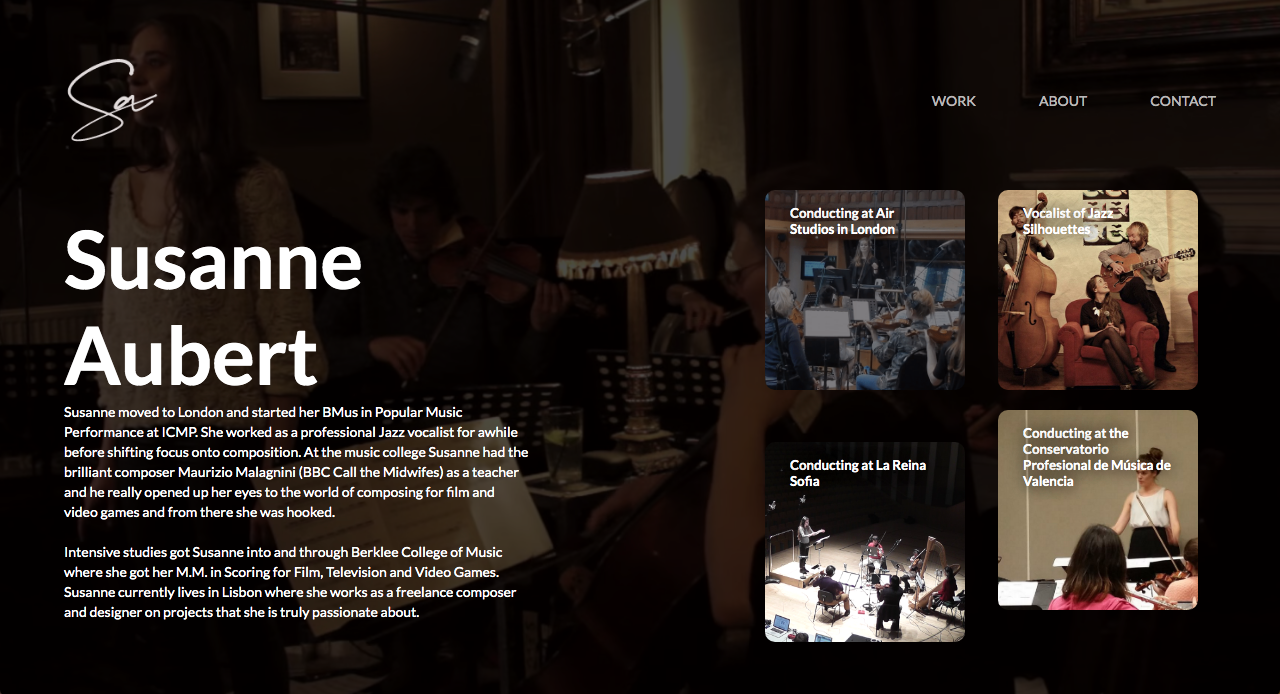 Sa
WORK
ABOUT
CONTACT
Susanne
Aubert
Susanne moved to London and started her BMus in Popular Music
Performance at ICMP. She worked as a professional Jazz vocalist for awhile
before shifting focus onto composition. At the music college Susanne had the
brilliant composer Maurizio Malagnini (BBC Call the Midwifes) as a teacher
and he really opened up her eyes to the world of composing for film and
video games and from there she was hooked.
Intensive studies got Susanne into and through Berklee College of Music
where she got her M.M. in Scoring for Film, Television and Video Games.
Susanne currently lives in Lisbon where she works as a freelance composer
and designer on projects that she is truly passionate about.
Conducting at Air
Studios in London
Vocalist of Jazz
Silhouettes
Conducting at La Reina
Sofia
Conducting at the
Conservatorio
Profesional de Música de
Valencia